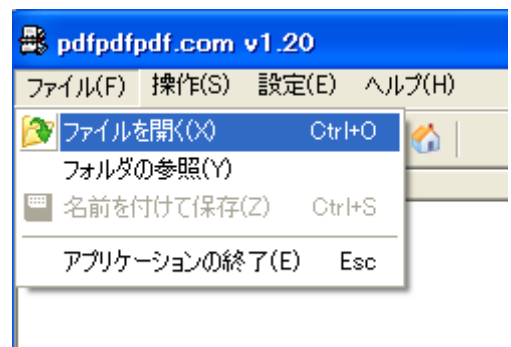 pdfpdfpdf.com v1.20
ファイル(F) 操作(S) 設定(E) ヘルプ(H)
ファイルを開く(X) Ctrl+O
フォルダの参照(Y)
名前を付けて保存(Z) Ctrl+S
アプリケーションの終了(E) Esc